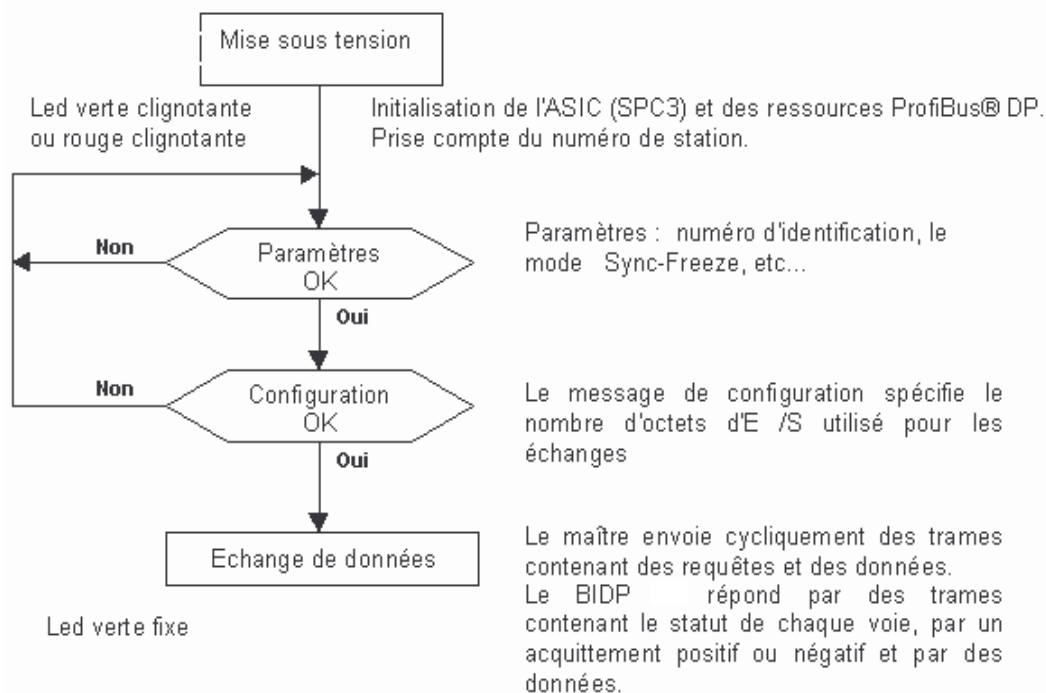 Mise sous tension
Led verte clignotante
ou rouge clignotante
Initialisation de l'ASIC (SPC3) et des ressources ProfiBus® DP.
Prise compte du numéro de station.
Non
Paramètres
OK
Paramètres : numéro d'identification, le
mode Sync-Freeze, etc...
Oui
Non
Configuration
OK
Le message de configuration spécifie le
nombre d'octets d'E /S utilisé pour les
échanges
Oui
Echange de données
Le maître envoie cycliquement des trames
contenant des requêtes et des données.
Le BIDP répond par des trames
contenant le statut de chaque voie, par un
acquittement positif ou négatif et par des
données.
Led verte fixe